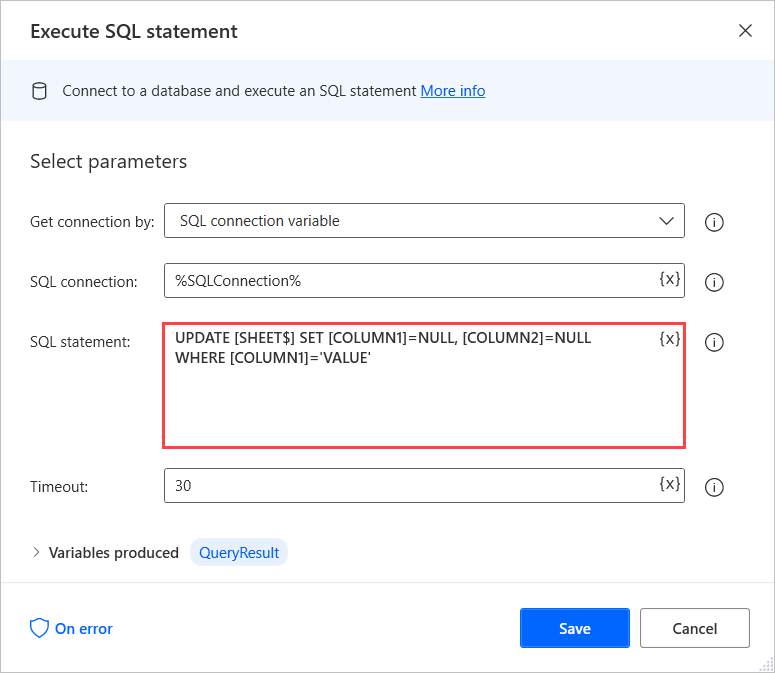 Execute SQL statement
Connect to a database and execute an SQL statement More info
Select parameters
Get connection by: SQL connection variable
SQL connection: %SQLConnection% {x}
SQL statement: UPDATE [SHEET$] SET [COLUMN1]=NULL, [COLUMN2]=NULL {x}
WHERE [COLUMN1]='VALUE'
Timeout: 30 {x}
Variables produced QueryResult
On error Save Cancel